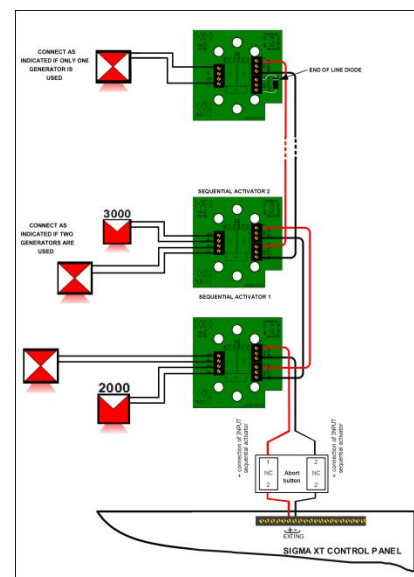 CONNECT AS
INDICATED IF ONLY ONE
GENERATOR IS
USED
END OF LINE DIODE
SEQUENTIAL ACTIVATOR 2
CONNECT AS
INDICATED IF TWO
GENERATORS ARE
USED
3000
SEQUENTIAL ACTIVATOR 1
2000
+ connection of INPUT
sequential activator
1
NC
2
Abort
button
2
NC
2
+ connection of INPUT
sequential activator
+ -
EXTING
SIGMA XT CONTROL PANEL